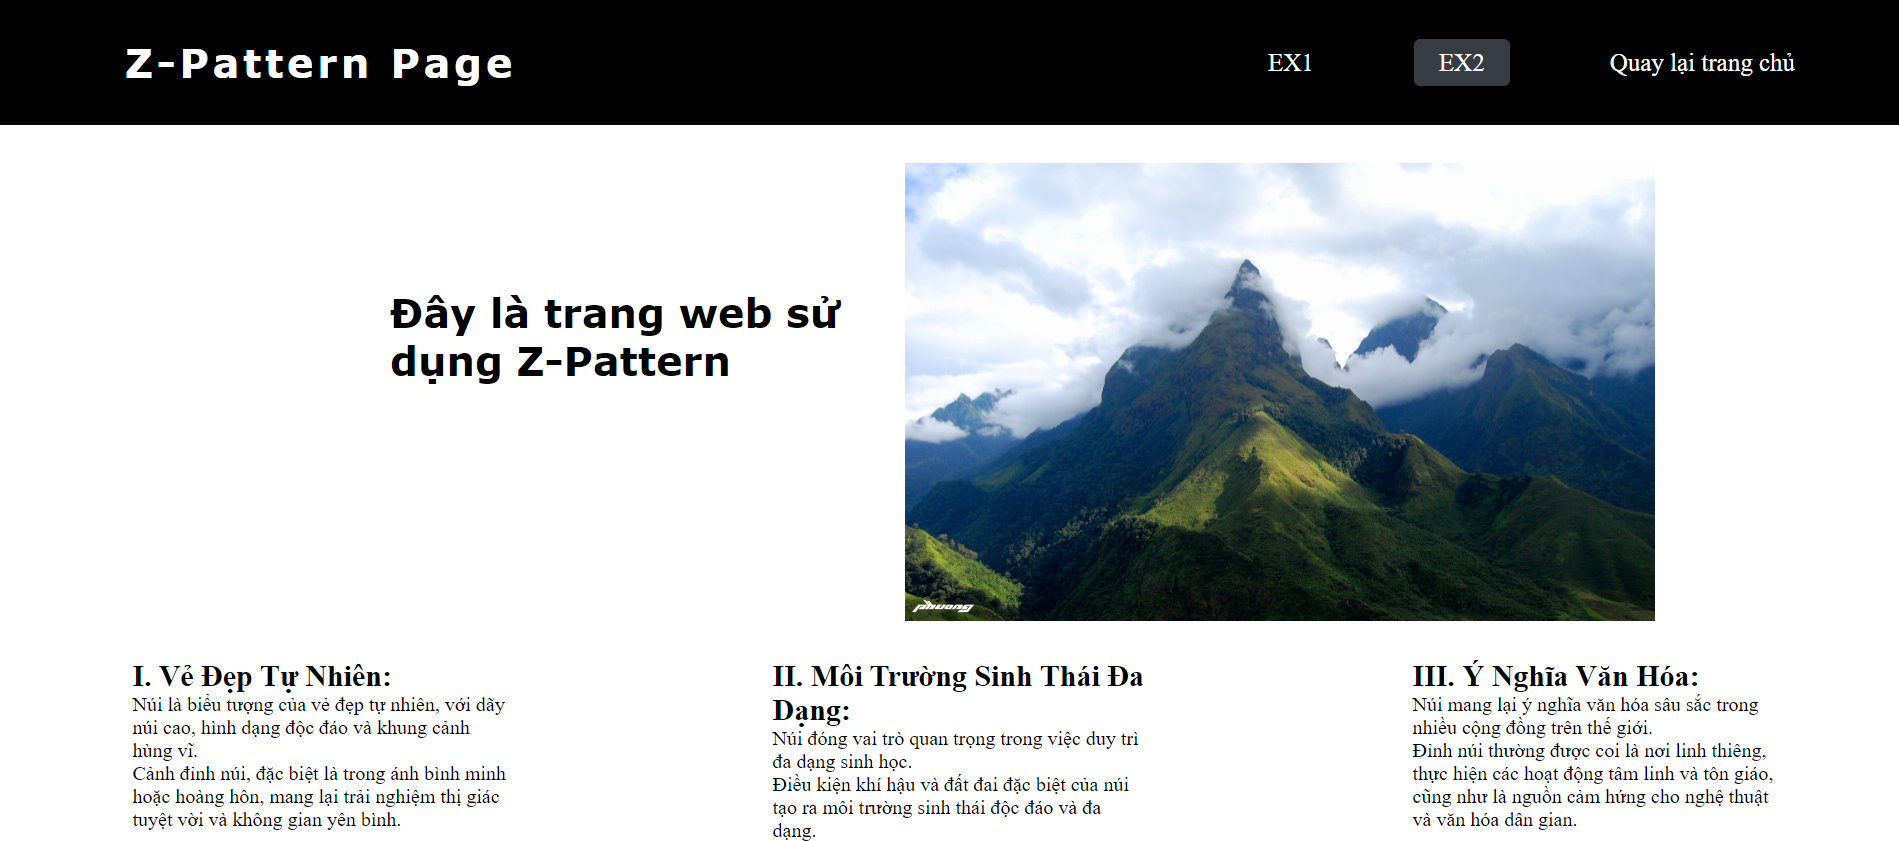 Z-Pattern Page
EX1
EX2
Quay lại trang chủ
Đây là trang web sử
dụng Z-Pattern
phuong
I. Vẻ Đẹp Tự Nhiên:
Núi là biểu tượng của vẻ đẹp tự nhiên, với dãy
núi cao, hình dạng độc đáo và khung cảnh
hùng vĩ.
Cảnh đỉnh núi, đặc biệt là trong ánh bình minh
hoặc hoàng hôn, mang lại trải nghiệm thị giác
tuyệt vời và không gian yên bình.
II. Môi Trường Sinh Thái Đa
Dạng:
Núi đóng vai trò quan trọng trong việc duy trì
đa dạng sinh học.
Điều kiện khí hậu và đất đai đặc biệt của núi
tạo ra môi trường sinh thái độc đáo và đa
dạng.
III. Ý Nghĩa Văn Hóa:
Núi mang lại ý nghĩa văn hóa sâu sắc trong
nhiều cộng đồng trên thế giới.
Đỉnh núi thường được coi là nơi linh thiêng,
thực hiện các hoạt động tâm linh và tôn giáo,
cũng như là nguồn cảm hứng cho nghệ thuật
và văn hóa dân gian.